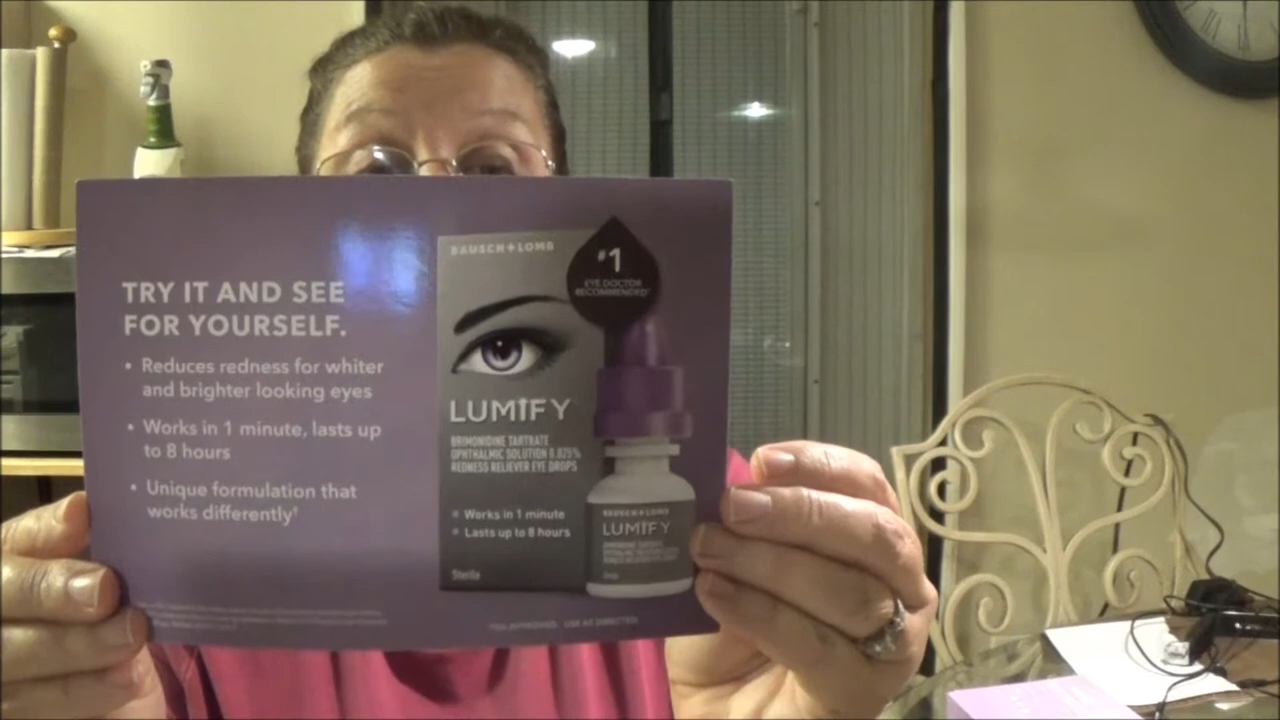 TRY IT AND SEE
FOR YOURSELF.
• Reduces redness for whiter
and brighter looking eyes
• Works in 1 minute, lasts up
to 8 hours
• Unique formulation that
works differently†
BAUSCH+LOMB
#1
EYE DOCTOR
RECOMMENDED
LUMIFY
BRIMONIDINE TARTRATE
OPHTHALMIC SOLUTION 0.025%
REDNESS RELIEVER EYE DROPS
Works in 1 minute
Lasts up to 8 hours
Sterile
BAUSCH+LOMB
LUMIFY
FDA APPROVED. USE AS DIRECTED.